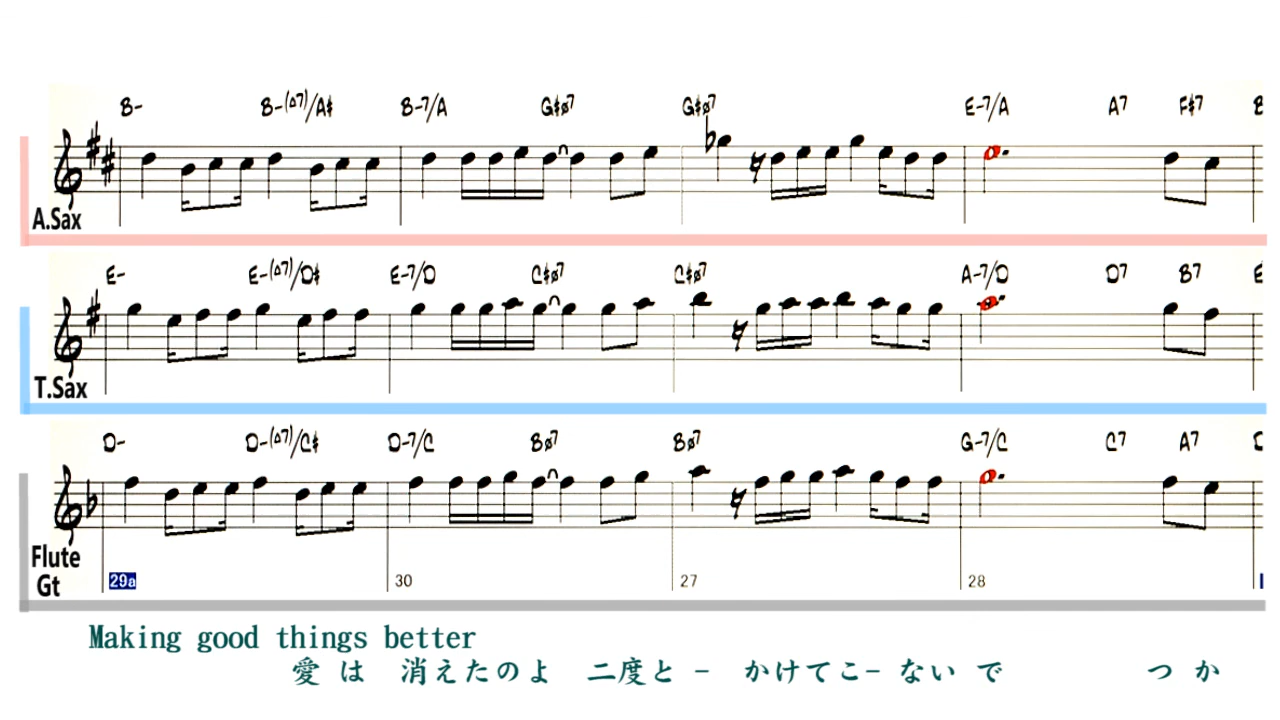 B- B-(Δ7)/A# B-7/A G#ø7 G#ø7 E-7/A A7 F#7
A.Sax
E- E-(Δ7)/D# E-7/D C#ø7 C#ø7 A-7/D D7 B7 E
T.Sax
D- D-(Δ7)/C# D-7/C Bø7 Bø7 G-7/C C7 A7
Flute
Gt
29a 30 27 28
Making good things better
愛 は 消えたのよ 二度と - かけてこ- ない で つ か